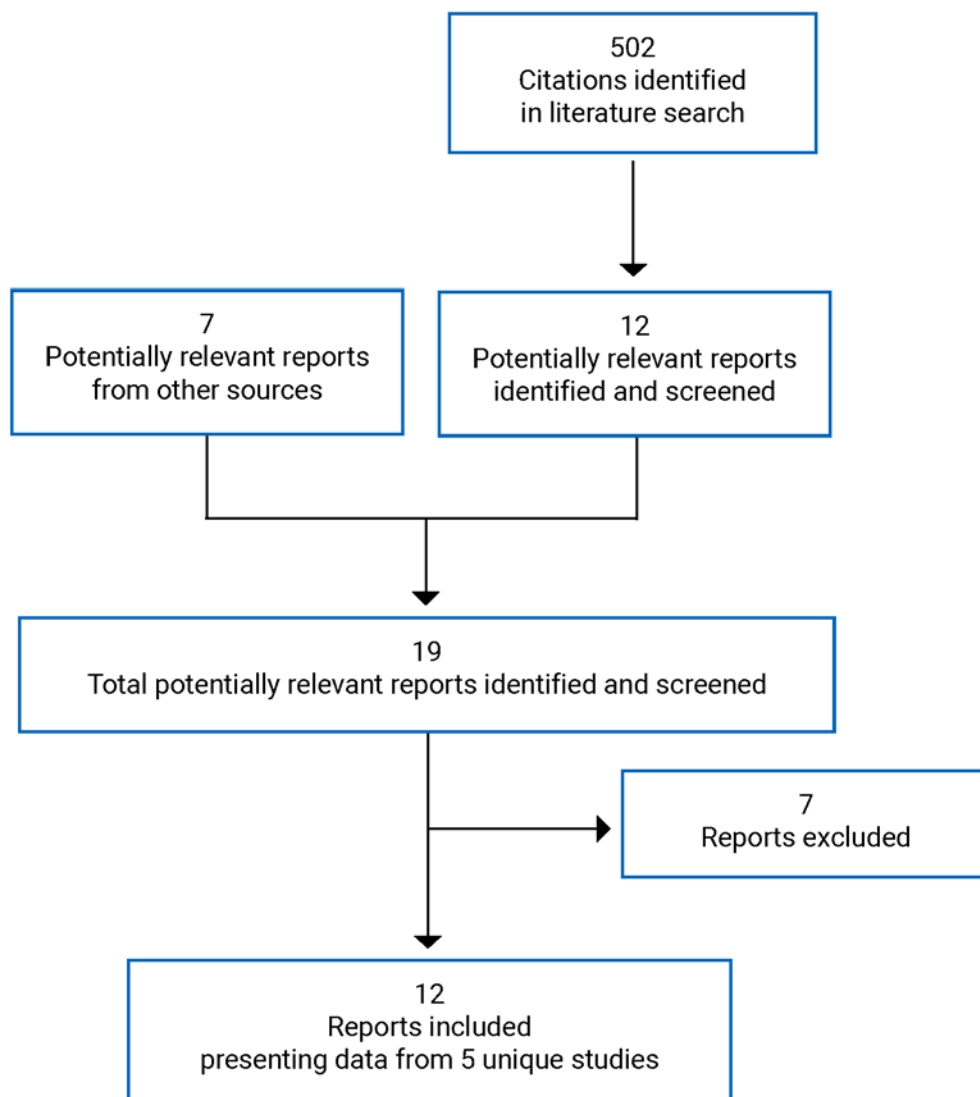 502
Citations identified
in literature search
7
Potentially relevant reports
from other sources
12
Potentially relevant reports
identified and screened
19
Total potentially relevant reports identified and screened
7
Reports excluded
12
Reports included
presenting data from 5 unique studies